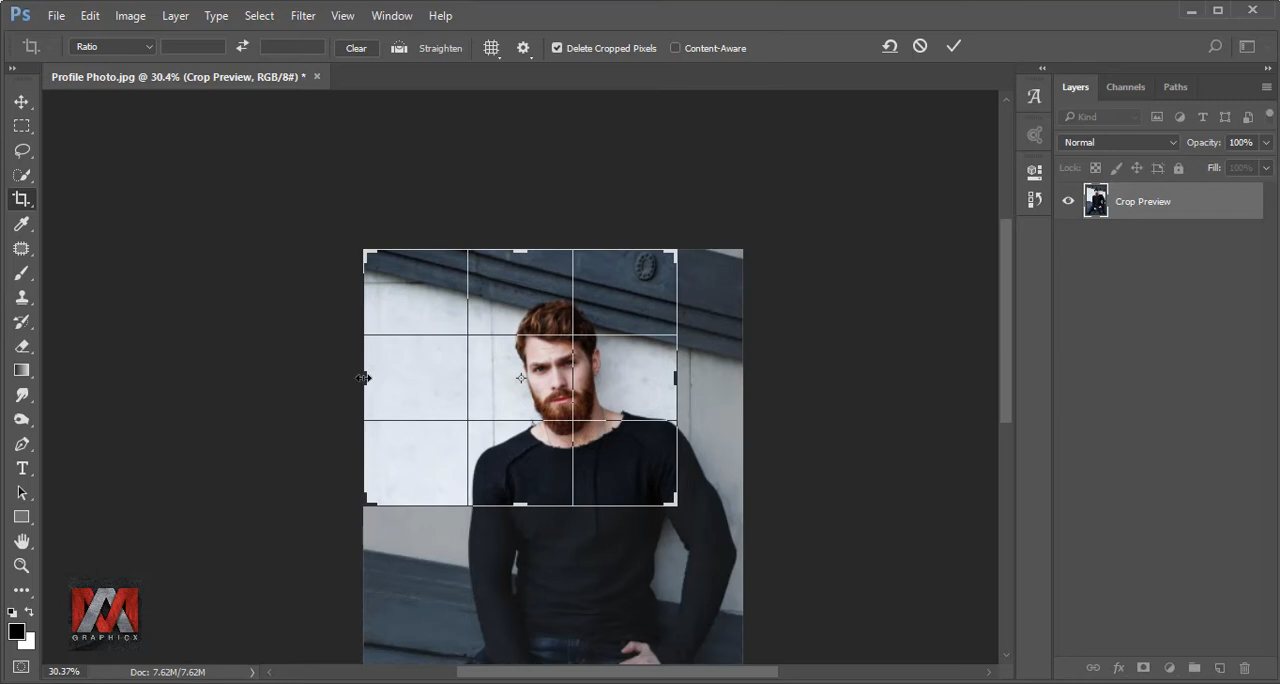 Ps File Edit Image Layer Type Select Filter View Window Help
Ratio Clear Straighten Delete Cropped Pixels Content-Aware
Profile Photo.jpg @ 30.4% (Crop Preview, RGB/8#) * ×
Layers Channels Paths
Kind
Normal Opacity: 100%
Lock: Fill: 100%
Crop Preview
GRAPHICX
30.37% Doc: 7.62M/7.62M